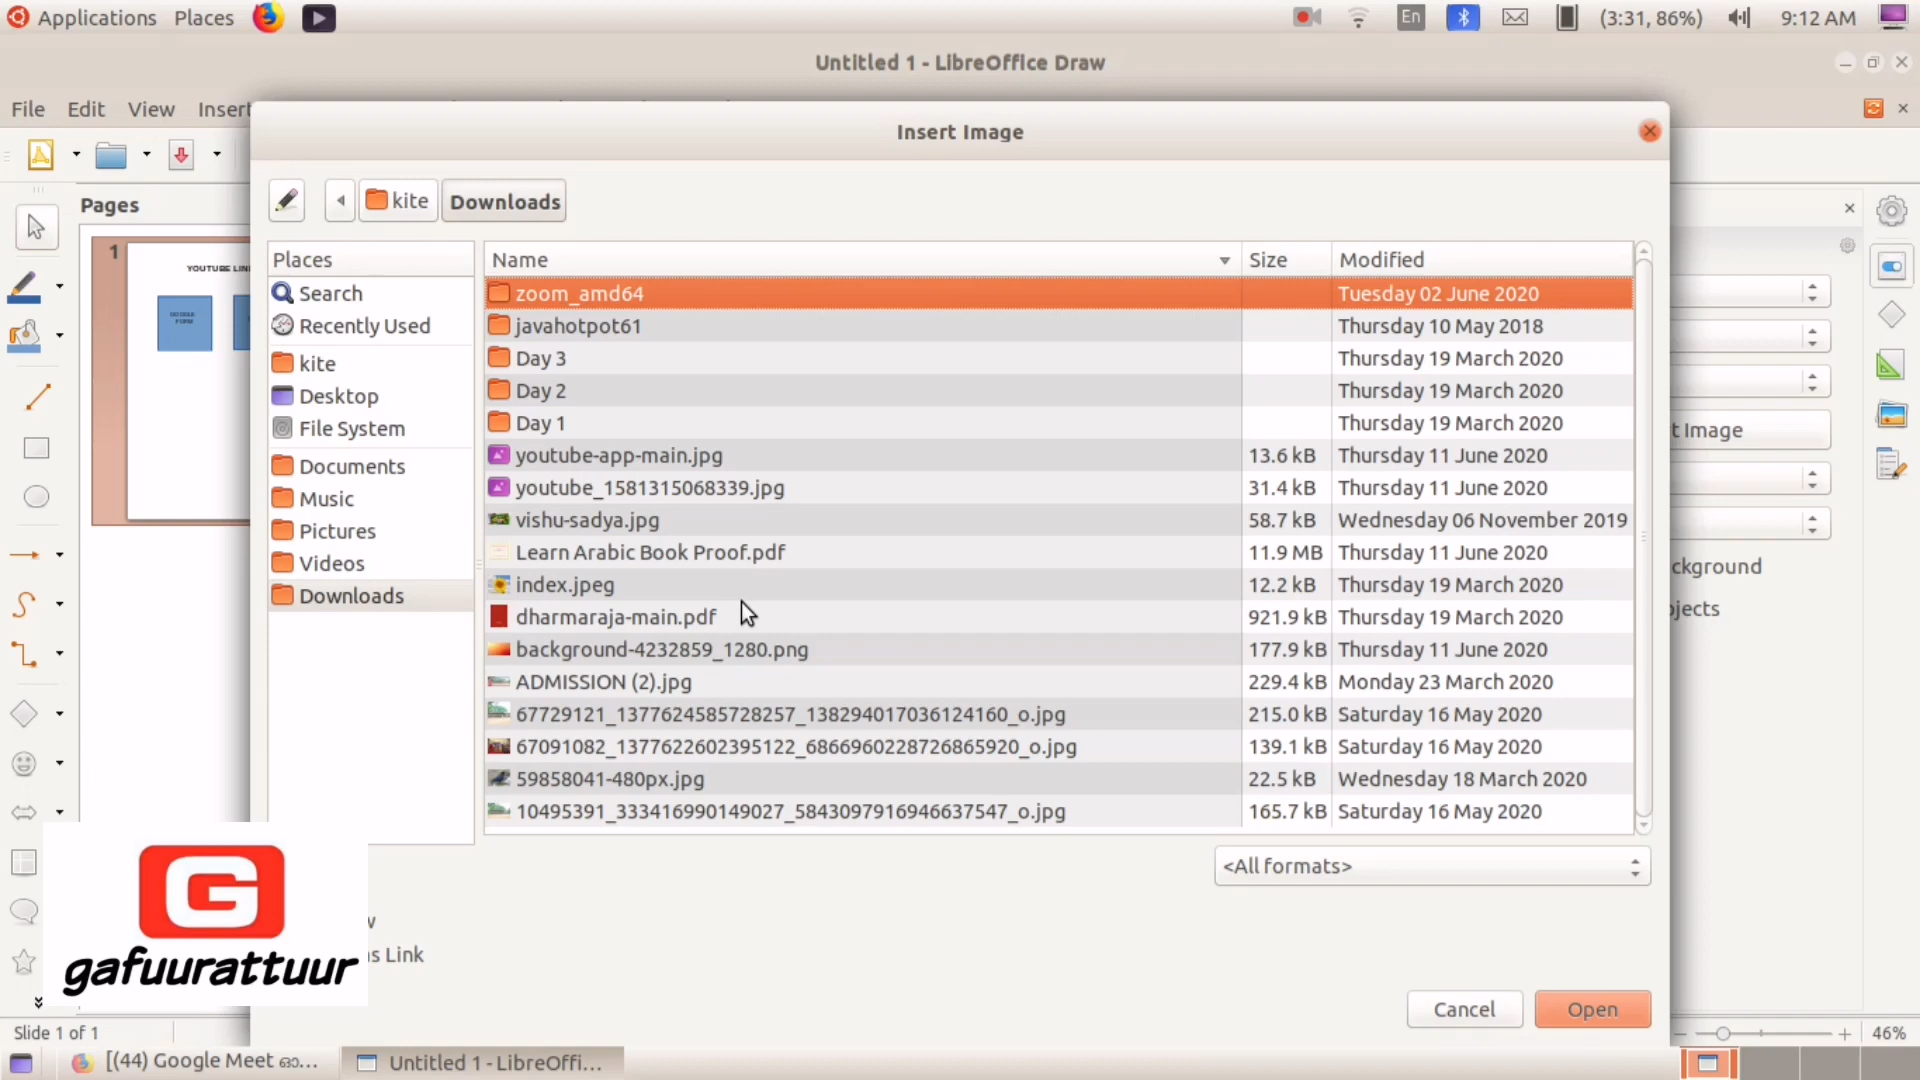 Applications Places En (3:31, 86%) 9:12 AM
Untitled 1 - LibreOffice Draw
File Edit View Insert
Insert Image
kite Downloads
Pages
Places Name Size Modified
1
YOUTUBE LIN
GOOGLE
FORM
Search
Recently Used
kite
Desktop
File System
Documents
Music
Pictures
Videos
Downloads
zoom_amd64 Tuesday 02 June 2020
javahotpot61 Thursday 10 May 2018
Day 3 Thursday 19 March 2020
Day 2 Thursday 19 March 2020
Day 1 Thursday 19 March 2020
youtube-app-main.jpg 13.6 kB Thursday 11 June 2020
youtube_1581315068339.jpg 31.4 kB Thursday 11 June 2020
vishu-sadya.jpg 58.7 kB Wednesday 06 November 2019
Learn Arabic Book Proof.pdf 11.9 MB Thursday 11 June 2020
index.jpeg 12.2 kB Thursday 19 March 2020
dharmaraja-main.pdf 921.9 kB Thursday 19 March 2020
background-4232859_1280.png 177.9 kB Thursday 11 June 2020
ADMISSION (2).jpg 229.4 kB Monday 23 March 2020
67729121_1377624585728257_138294017036124160_o.jpg 215.0 kB Saturday 16 May 2020
67091082_1377622602395122_6866960228726865920_o.jpg 139.1 kB Saturday 16 May 2020
59858041-480px.jpg 22.5 kB Wednesday 18 March 2020
10495391_333416990149027_5843097916946637547_o.jpg 165.7 kB Saturday 16 May 2020
t Image
ckground
jects
<All formats>
w
as Link
G
gafuurattuur
Cancel Open
Slide 1 of 1 46%
[(44) Google Meet ഓ... Untitled 1 - LibreOffi...